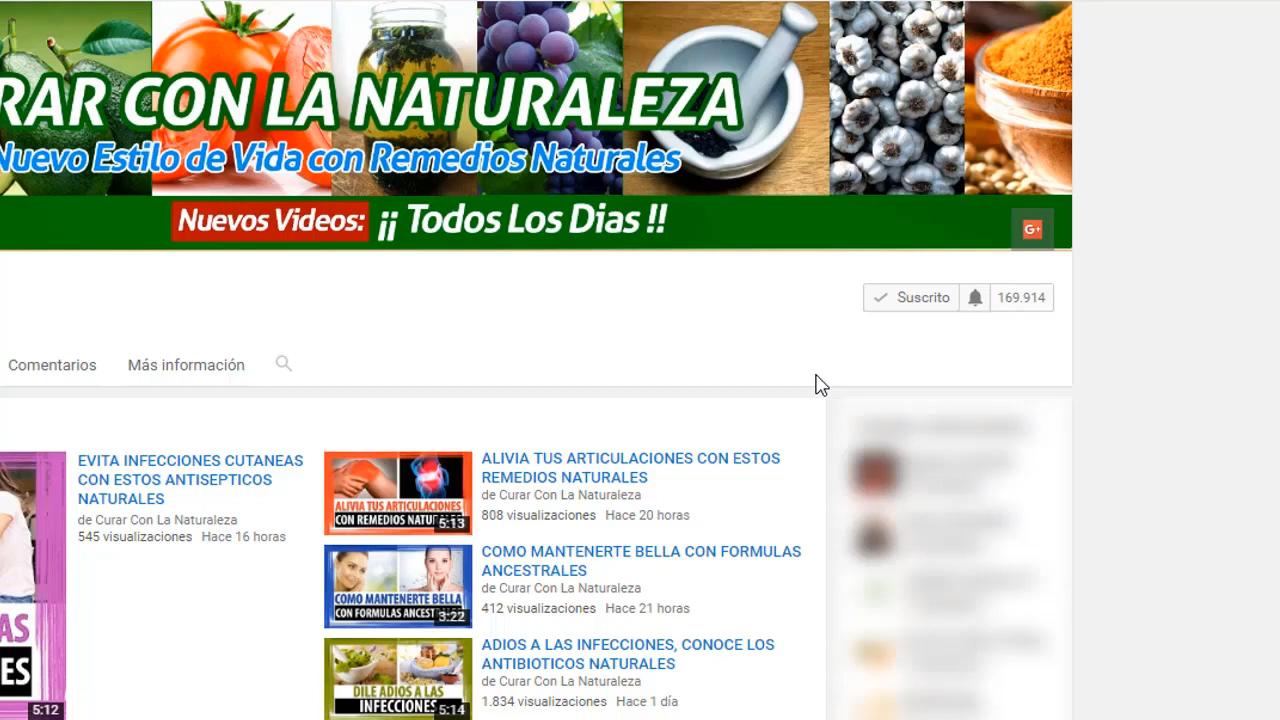 RAR CON LA NATURALEZA
Nuevo Estilo de Vida con Remedios Naturales
Nuevos Videos: ¡¡ Todos Los Dias !!
G+
Suscrito
169.914
Comentarios
Más información
EVITA INFECCIONES CUTANEAS
CON ESTOS ANTISEPTICOS
NATURALES
de Curar Con La Naturaleza
545 visualizaciones Hace 16 horas
AS
ES
5:12
ALIVIA TUS ARTICULACIONES
CON REMEDIOS
5:13
ALIVIA TUS ARTICULACIONES CON ESTOS
REMEDIOS NATURALES
de Curar Con La Naturaleza
808 visualizaciones Hace 20 horas
COMO MANTENERTE BELLA
CON FORMULAS
3:22
COMO MANTENERTE BELLA CON FORMULAS
ANCESTRALES
de Curar Con La Naturaleza
412 visualizaciones Hace 21 horas
DILE ADIOS A LAS
INFECCIONES
5:14
ADIOS A LAS INFECCIONES, CONOCE LOS
ANTIBIOTICOS NATURALES
de Curar Con La Naturaleza
1.834 visualizaciones Hace 1 día